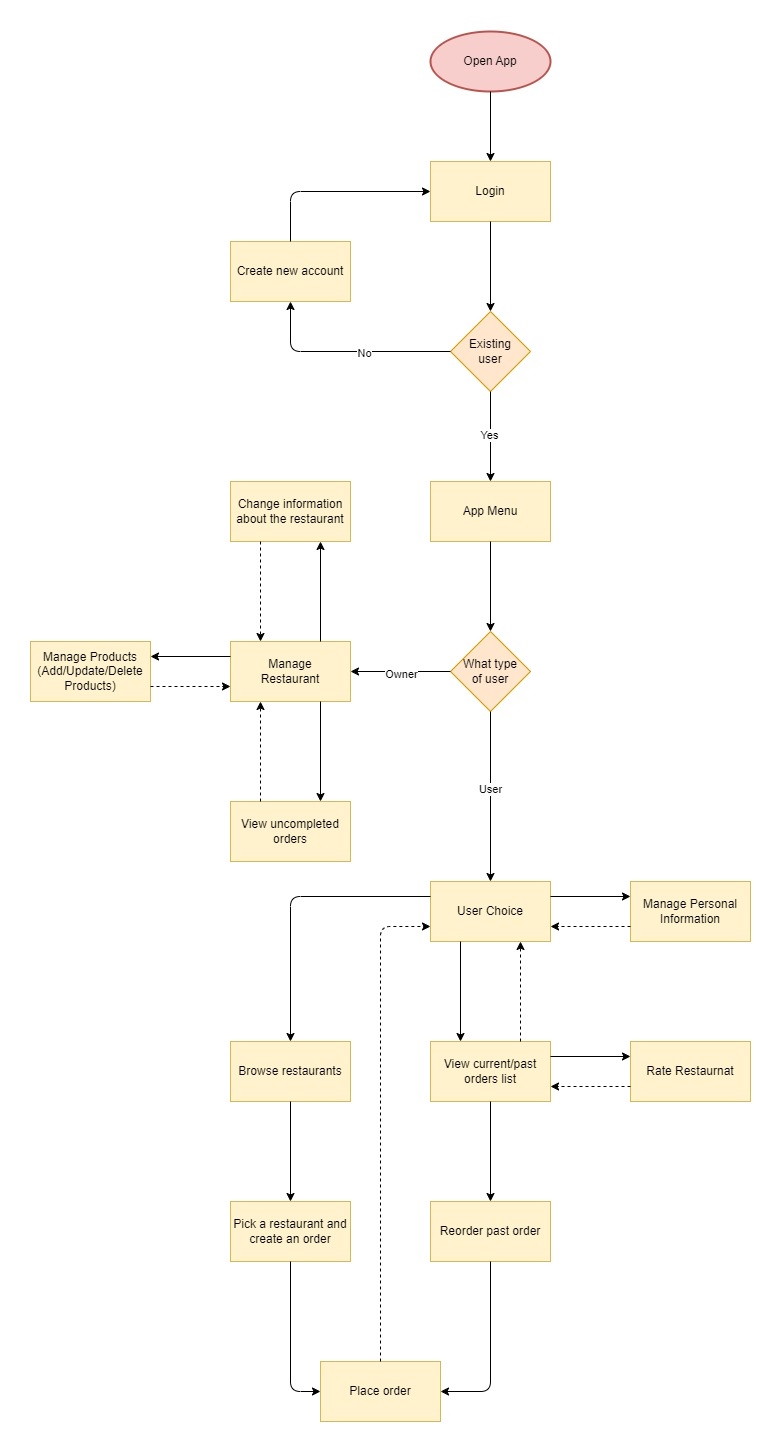 Open App
Login
Create new account
Existing
user
No
Yes
Change information
about the restaurant
App Menu
Manage Products
(Add/Update/Delete
Products)
Manage
Restaurant
Owner
What type
of user
User
View uncompleted
orders
User Choice
Manage Personal
Information
Browse restaurants
View current/past
orders list
Rate Restaurnat
Pick a restaurant and
create an order
Reorder past order
Place order